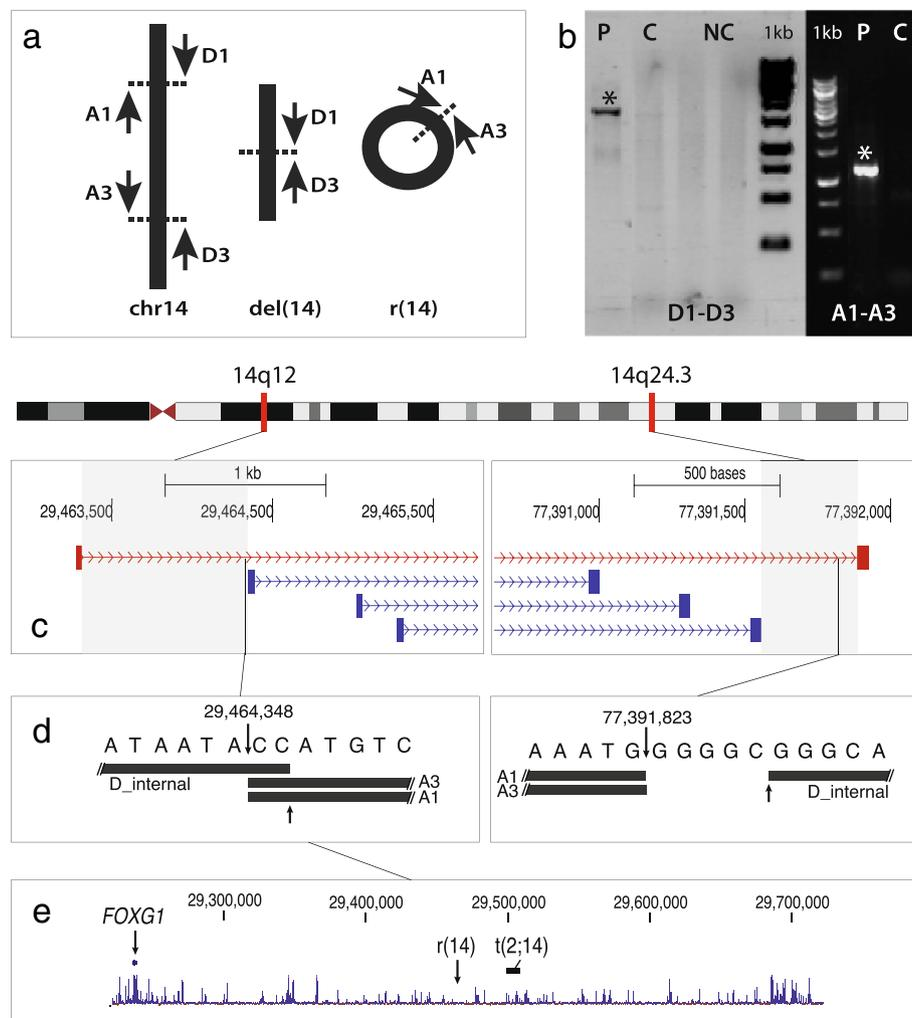 a
D1
A1
A3
D3
chr14
D1
D3
del(14)
A1
A3
r(14)
b
P C NC 1kb
*
D1-D3
1kb P C
*
A1-A3
14q12 14q24.3
1 kb
29,463,500 29,464,500 29,465,500
c
500 bases
77,391,000 77,391,500 77,392,000
d
29,464,348
A T A A T A C C A T G T C
D_internal
A3
A1
77,391,823
A A A T G G G G C G G G C A
A1
A3
D_internal
e
29,300,000 29,400,000 29,500,000 29,600,000 29,700,000
FOXG1
r(14) t(2;14)